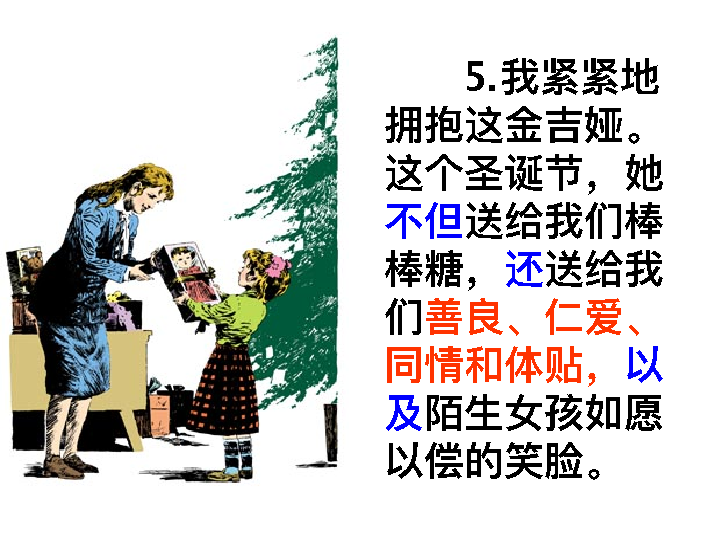 5.我紧紧地
拥抱这金吉娅。
这个圣诞节，她
不但送给我们棒
棒糖，还送给我
们善良、仁爱、
同情和体贴，以
及陌生女孩如愿
以偿的笑脸。